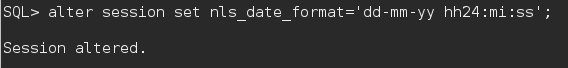 SQL> alter session set nls_date_format='dd-mm-yy hh24:mi:ss';
Session altered.